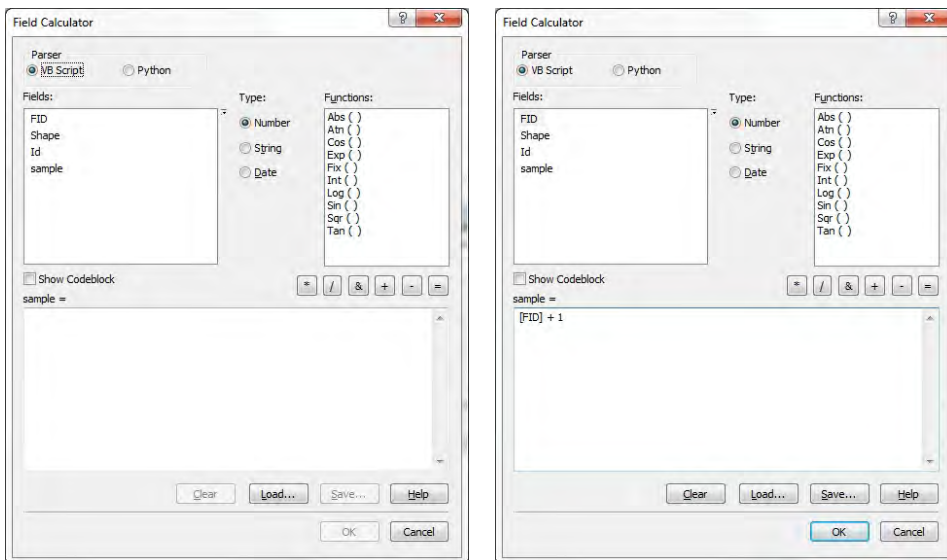 Field Calculator
Parser
VB Script
Python
Fields:
Type:
Functions:
FID
Shape
Id
sample
Number
String
Date
Abs ( )
Atn ( )
Cos ( )
Exp ( )
Fix ( )
Int ( )
Log ( )
Sin ( )
Sqr ( )
Tan ( )
Show Codeblock
* / & + - =
sample =
Clear
Load...
Save...
Help
OK
Cancel
Field Calculator
Parser
VB Script
Python
Fields:
Type:
Functions:
FID
Shape
Id
sample
Number
String
Date
Abs ( )
Atn ( )
Cos ( )
Exp ( )
Fix ( )
Int ( )
Log ( )
Sin ( )
Sqr ( )
Tan ( )
Show Codeblock
* / & + - =
sample =
[FID] + 1
Clear
Load...
Save...
Help
OK
Cancel